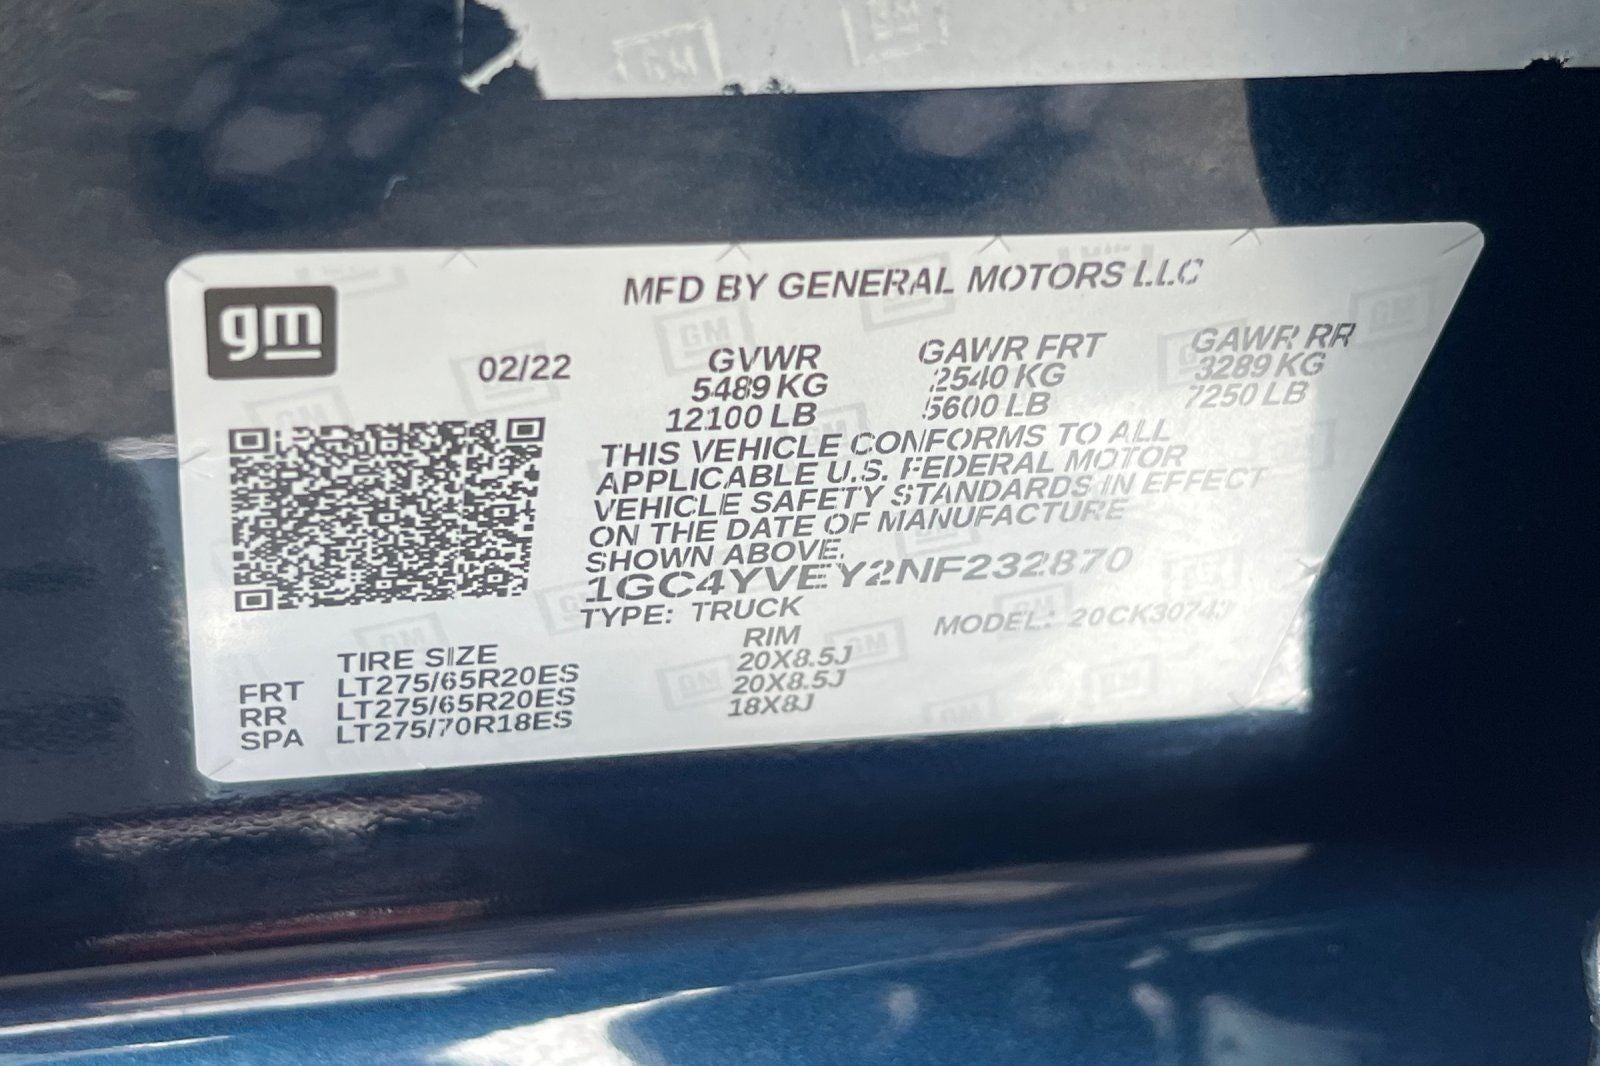 gm
MFD BY GENERAL MOTORS LLC
02/22
GVWR GAWR FRT GAWR RR
5489 KG 2540 KG 3289 KG
12100 LB 5600 LB 7250 LB
THIS VEHICLE CONFORMS TO ALL
APPLICABLE U.S. FEDERAL MOTOR
VEHICLE SAFETY STANDARDS IN EFFECT
ON THE DATE OF MANUFACTURE
SHOWN ABOVE.
1GC4YVEY2NF232870
TYPE: TRUCK MODEL: 20CK30743
TIRE SIZE RIM
FRT LT275/65R20ES 20X8.5J
RR LT275/65R20ES 20X8.5J
SPA LT275/70R18ES 18X8J